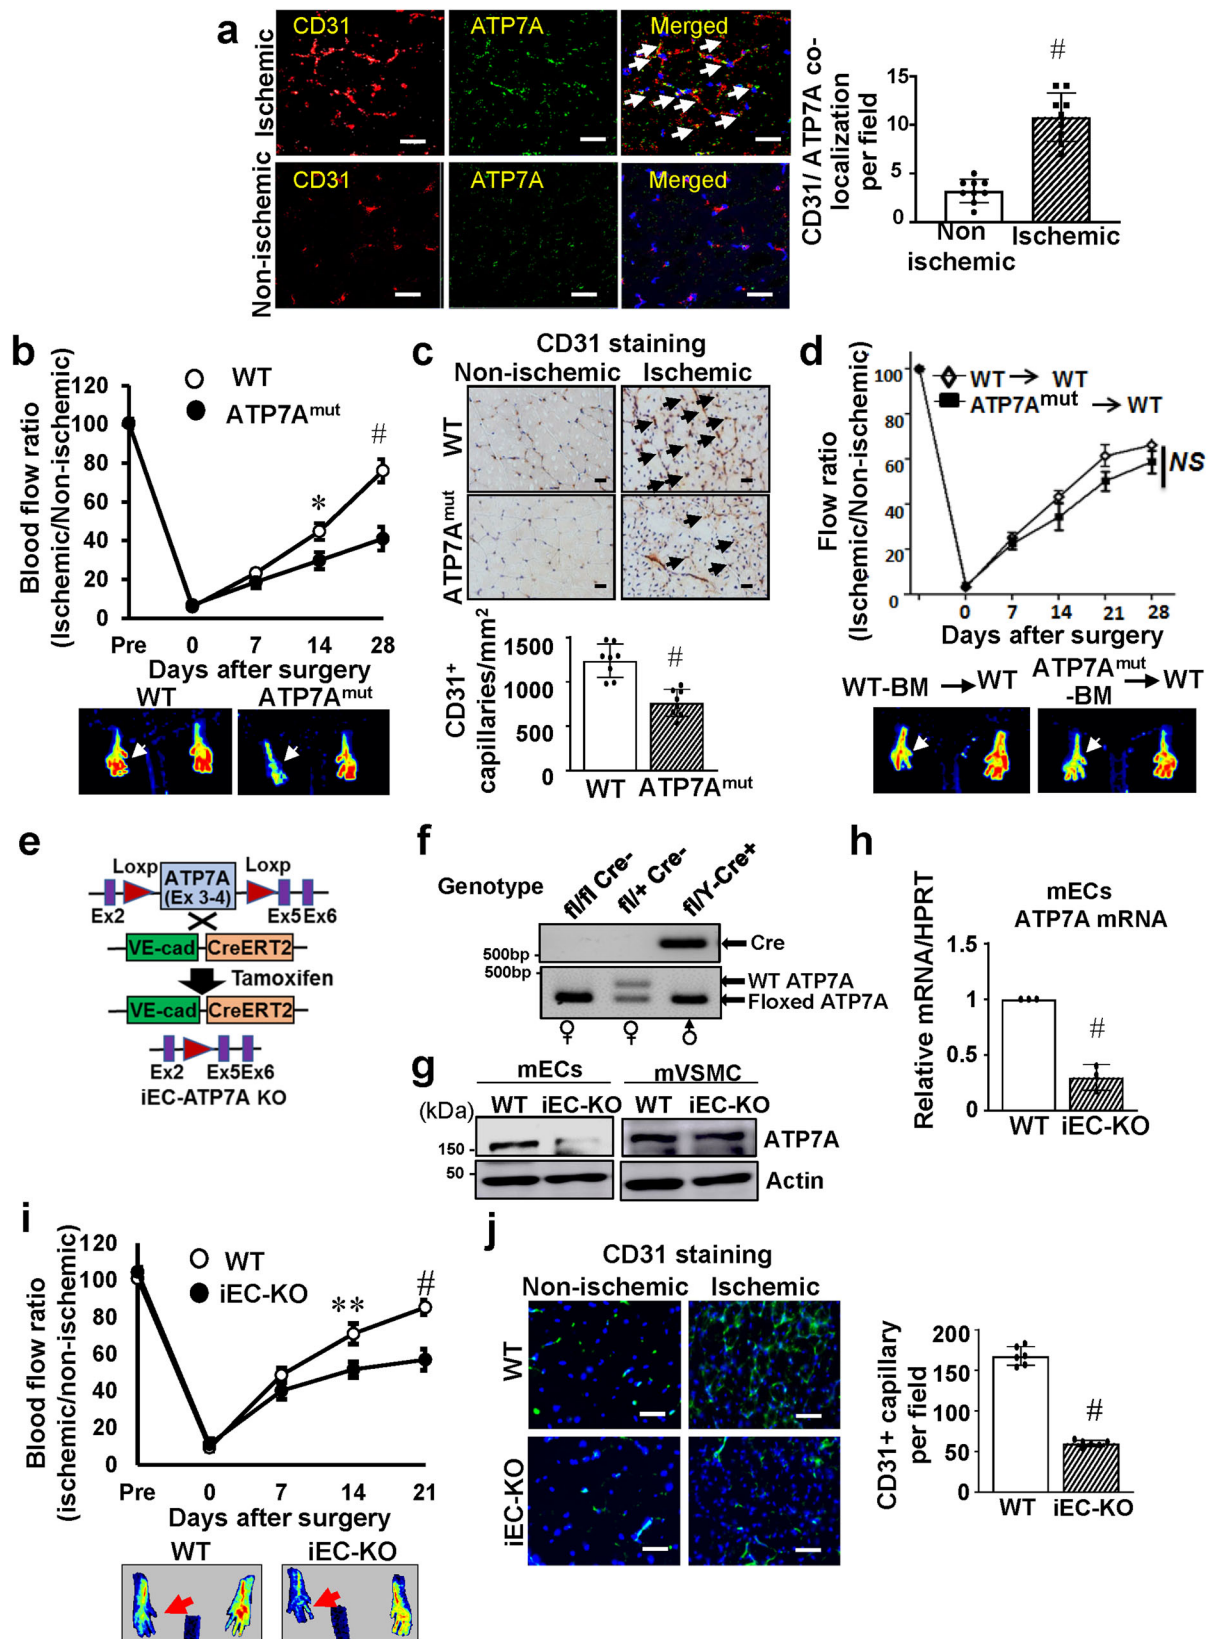 a
CD31
ATP7A
Merged
Ischemic
CD31
ATP7A
Merged
Non-ischemic
CD31/ ATP7A co-
localization
per field
15
10
5
0
#
Non
ischemic
Ischemic
b
Blood flow ratio
(Ischemic/Non-ischemic)
120
100
80
60
40
20
0
WT
ATP7Amut
*
#
Pre 0 7 14 28
Days after surgery
WT
ATP7Amut
c
CD31 staining
Non-ischemic Ischemic
WT
ATP7Amut
CD31+
capillaries/mm2
1500
1000
500
0
#
WT ATP7Amut
d
Flow ratio
(Ischemic/Non-ischemic)
100
80
60
40
20
0
WT → WT
ATP7Amut → WT
NS
0 7 14 21 28
Days after surgery
WT-BM → WT
ATP7Amut
-BM → WT
e
Loxp
ATP7A
(Ex 3-4)
Loxp
Ex2
Ex5 Ex6
VE-cad CreERT2
Tamoxifen
VE-cad CreERT2
Ex2 Ex5 Ex6
iEC-ATP7A KO
f
Genotype
fl/fl Cre-
fl/+ Cre-
fl/Y-Cre+
500bp
Cre
500bp
WT ATP7A
Floxed ATP7A
♀ ♀ ♂
g
mECs mVSMC
(kDa)
WT iEC-KO WT iEC-KO
150
ATP7A
50
Actin
h
mECs
ATP7A mRNA
Relative mRNA/HPRT
1.5
1
0.5
0
#
WT iEC-KO
i
Blood flow ratio
(ischemic/non-ischemic)
120
100
80
60
40
20
0
WT
iEC-KO
**
#
Pre 0 7 14 21
Days after surgery
WT
iEC-KO
j
CD31 staining
Non-ischemic Ischemic
WT
iEC-KO
CD31+ capillary
per field
200
150
100
50
0
#
WT iEC-KO